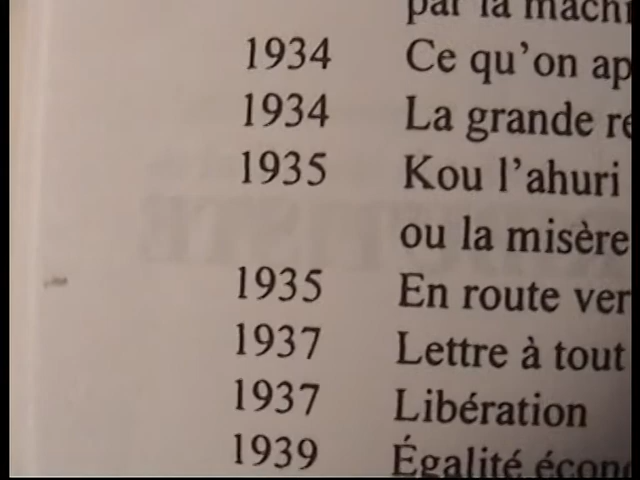 par la machi
1934 Ce qu'on ap
1934 La grande re
1935 Kou l'ahuri
ou la misère
1935 En route ver
1937 Lettre à tout
1937 Libération
1939 Égalité écono